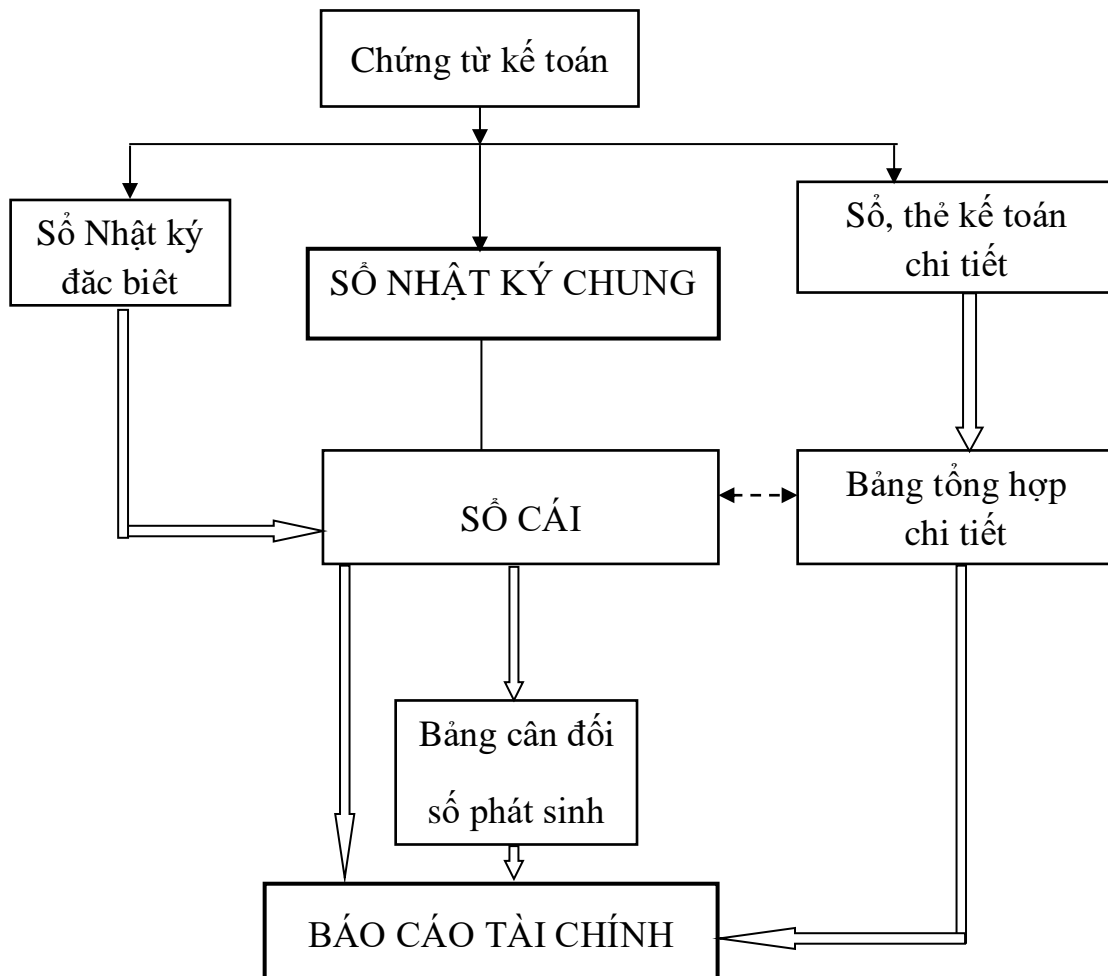 Chứng từ kế toán
Sổ Nhật ký
đăc biêt
SỔ NHẬT KÝ CHUNG
Sổ, thẻ kế toán
chi tiết
SỔ CÁI
Bảng tổng hợp
chi tiết
Bảng cân đối
số phát sinh
BÁO CÁO TÀI CHÍNH